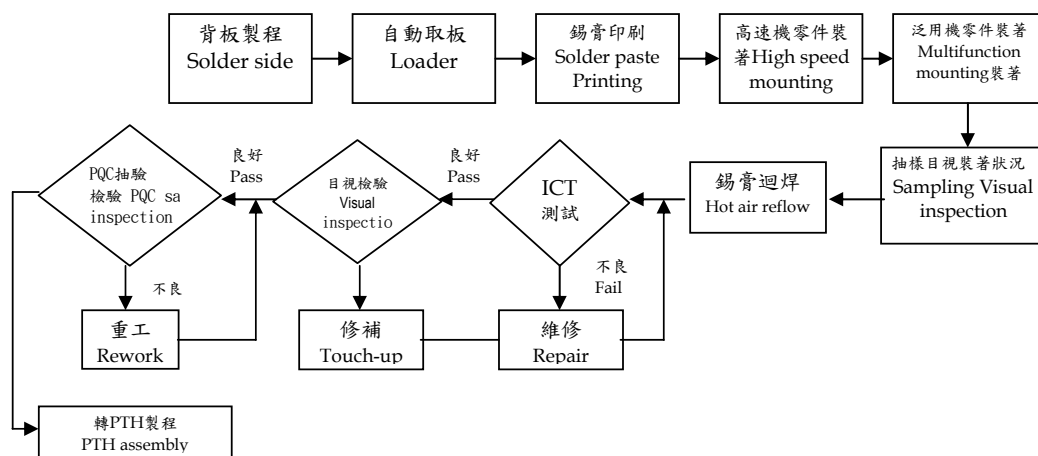 背板製程
Solder side
自動取板
Loader
錫膏印刷
Solder paste
Printing
高速機零件裝
著High speed
mounting
泛用機零件裝著
Multifunction
mounting裝著
抽樣目視裝著狀況
Sampling Visual
inspection
錫膏迴焊
Hot air reflow
ICT
測試
不良
Fail
維修
Repair
良好
Pass
目視檢驗
Visual
inspectio
修補
Touch-up
良好
Pass
PQC抽驗
檢驗 PQC sa
inspection
不良
重工
Rework
轉PTH製程
PTH assembly